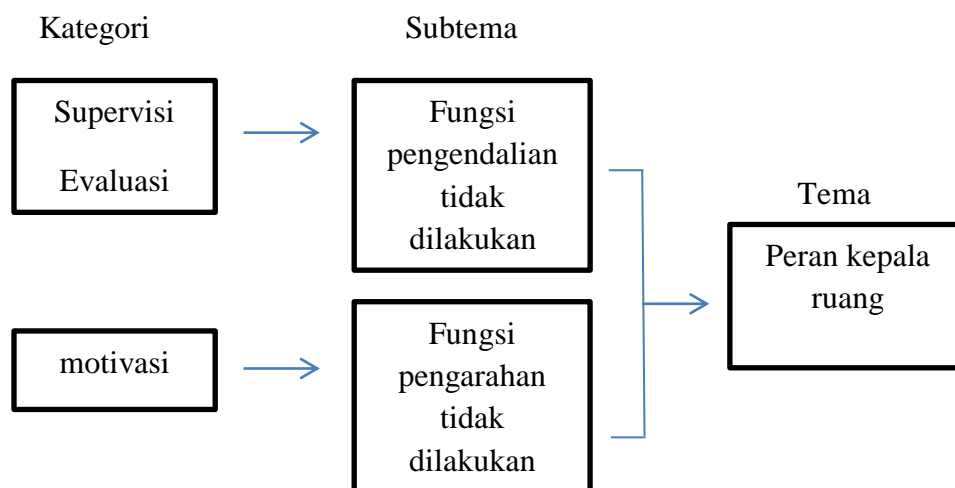 Kategori
Subtema
Supervisi
Evaluasi
Fungsi
pengendalian
tidak
dilakukan
Tema
Peran kepala
ruang
motivasi
Fungsi
pengarahan
tidak
dilakukan